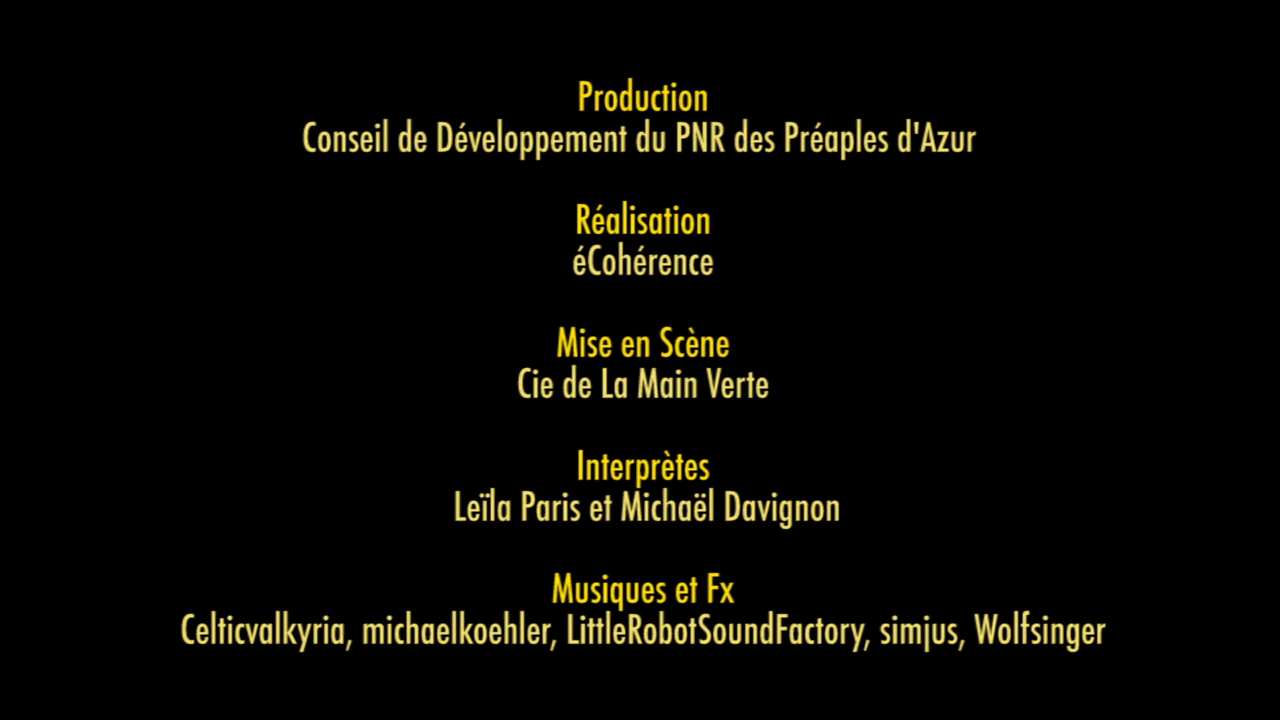 Production
Conseil de Développement du PNR des Préaples d'Azur
Réalisation
éCohérence
Mise en Scène
Cie de La Main Verte
Interprètes
Leïla Paris et Michaël Davignon
Musiques et Fx
Celticvalkyria, michaelkoehler, LittleRobotSoundFactory, simjus, Wolfsinger